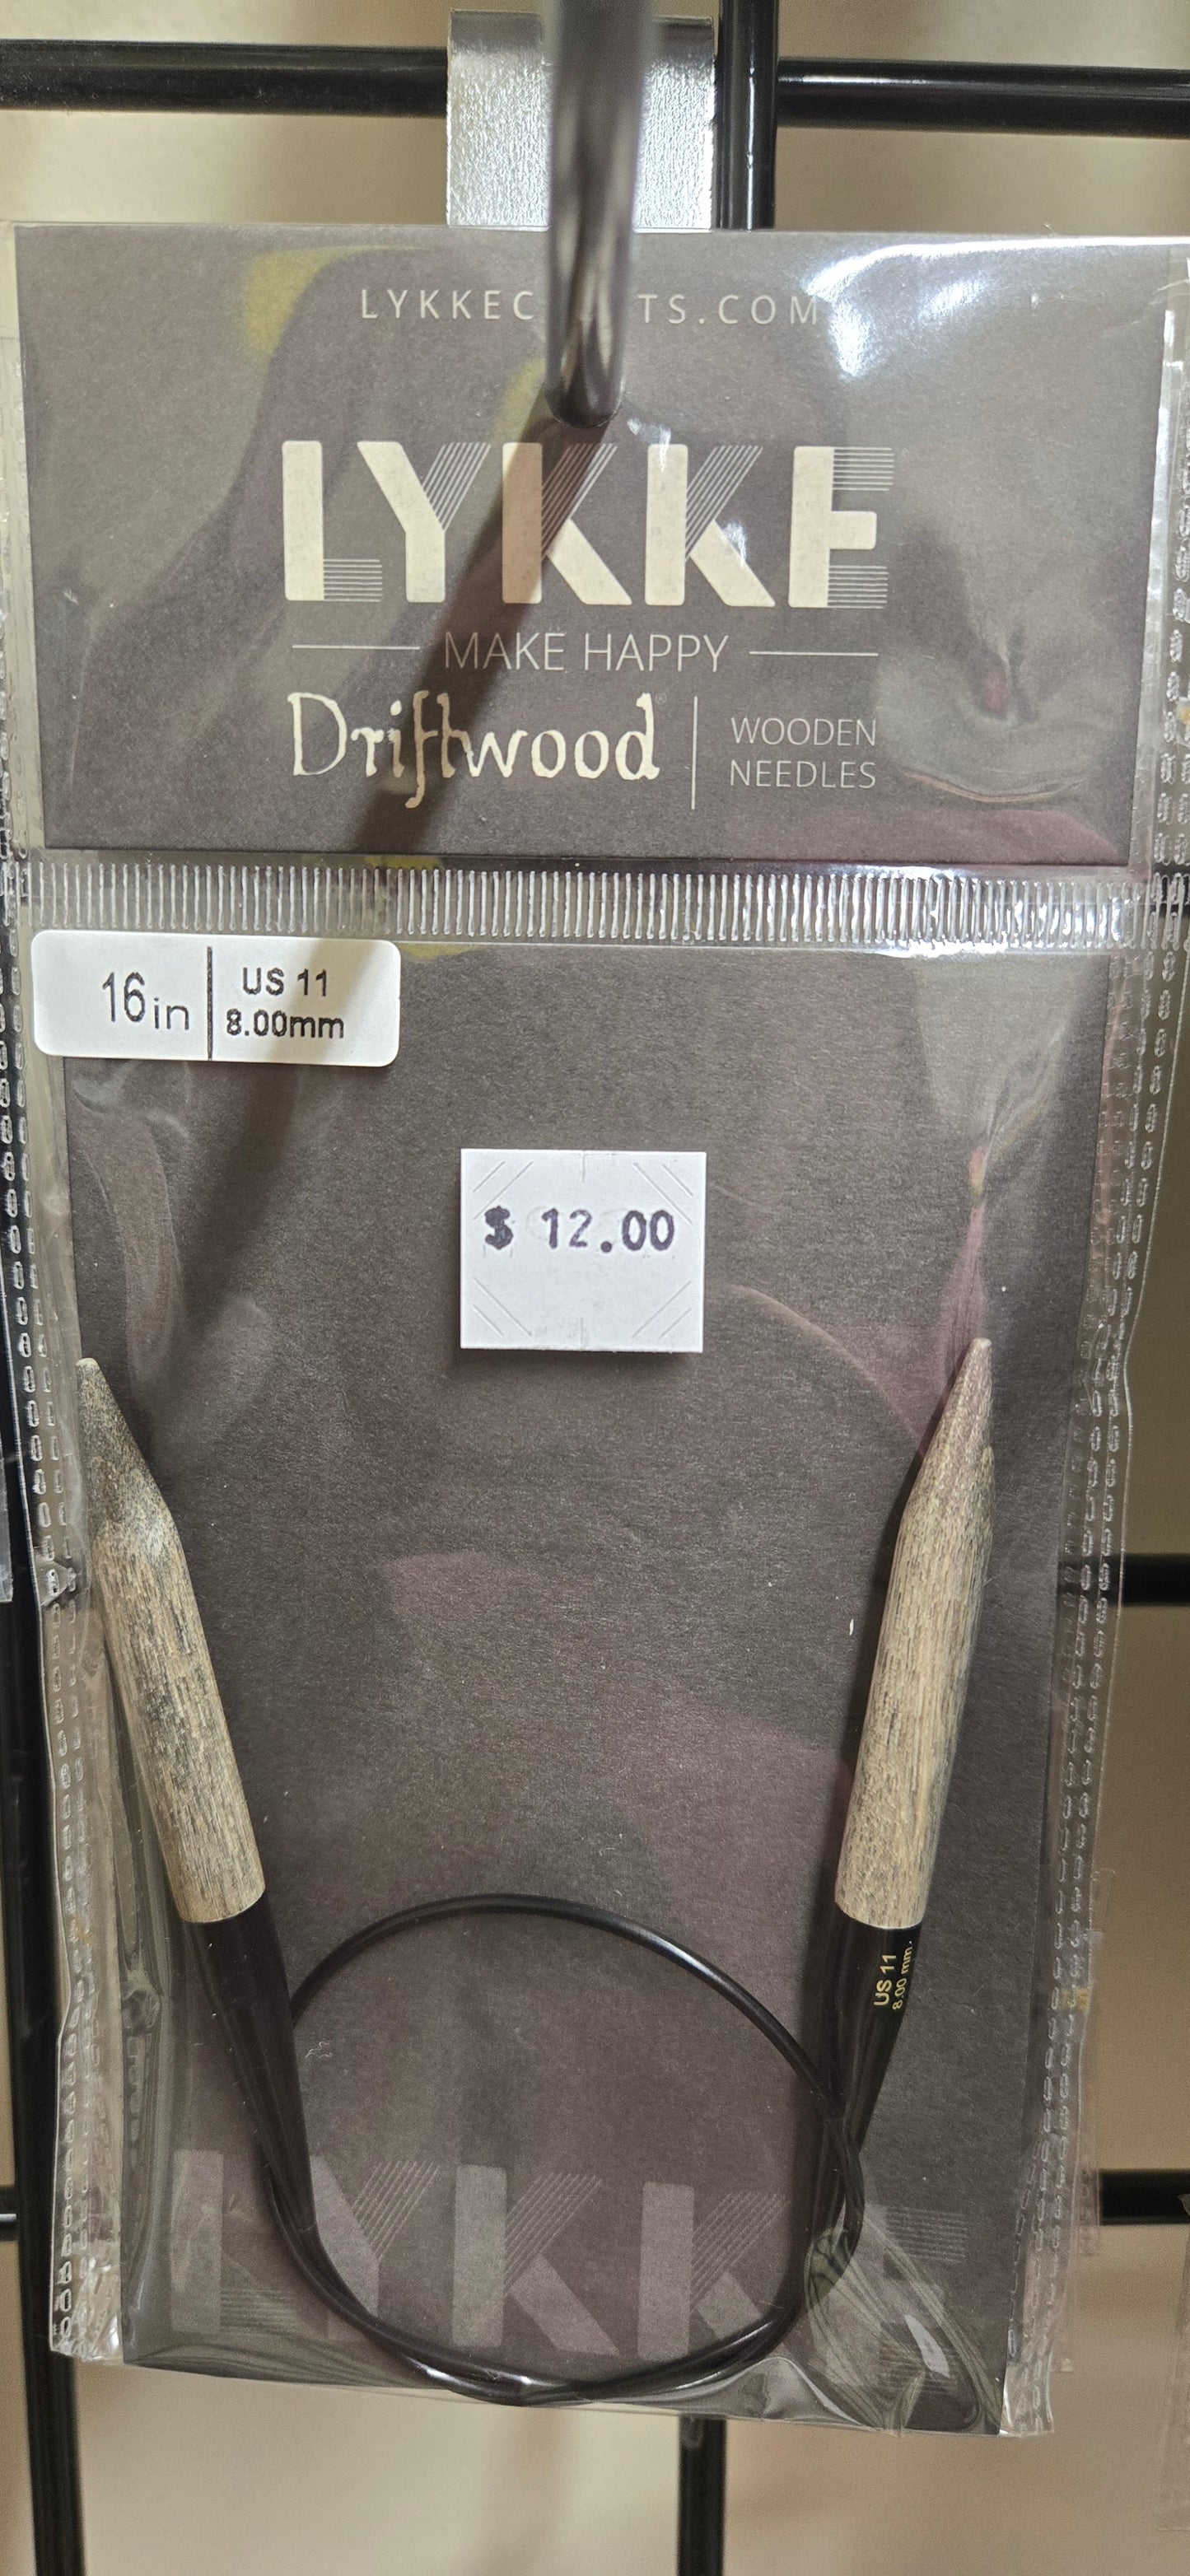 LYKKEC TS.COM
LYKKE
MAKE HAPPY
Driftwood® | WOODEN NEEDLES
16in | US 11
8.00mm
$ 12.00
US 11
8.00 mm.
LYKKE